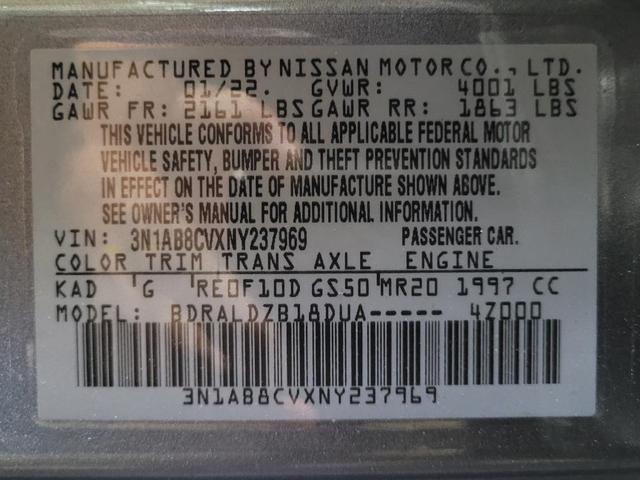 MANUFACTURED BY NISSAN MOTOR CO., LTD.
DATE: 01/22. GVWR: 4001 LBS
GAWR FR: 2161 LBS GAWR RR: 1863 LBS
THIS VEHICLE CONFORMS TO ALL APPLICABLE FEDERAL MOTOR
VEHICLE SAFETY, BUMPER AND THEFT PREVENTION STANDARDS
IN EFFECT ON THE DATE OF MANUFACTURE SHOWN ABOVE.
SEE OWNER'S MANUAL FOR ADDITIONAL INFORMATION.
VIN: 3N1AB8CVXNY237969 PASSENGER CAR.
COLOR TRIM TRANS AXLE ENGINE
KAD G RE0F10D GS50 MR20 1997 CC
MODEL: BDRALDZB18DUA----- 4Z000
3N1AB8CVXNY237969